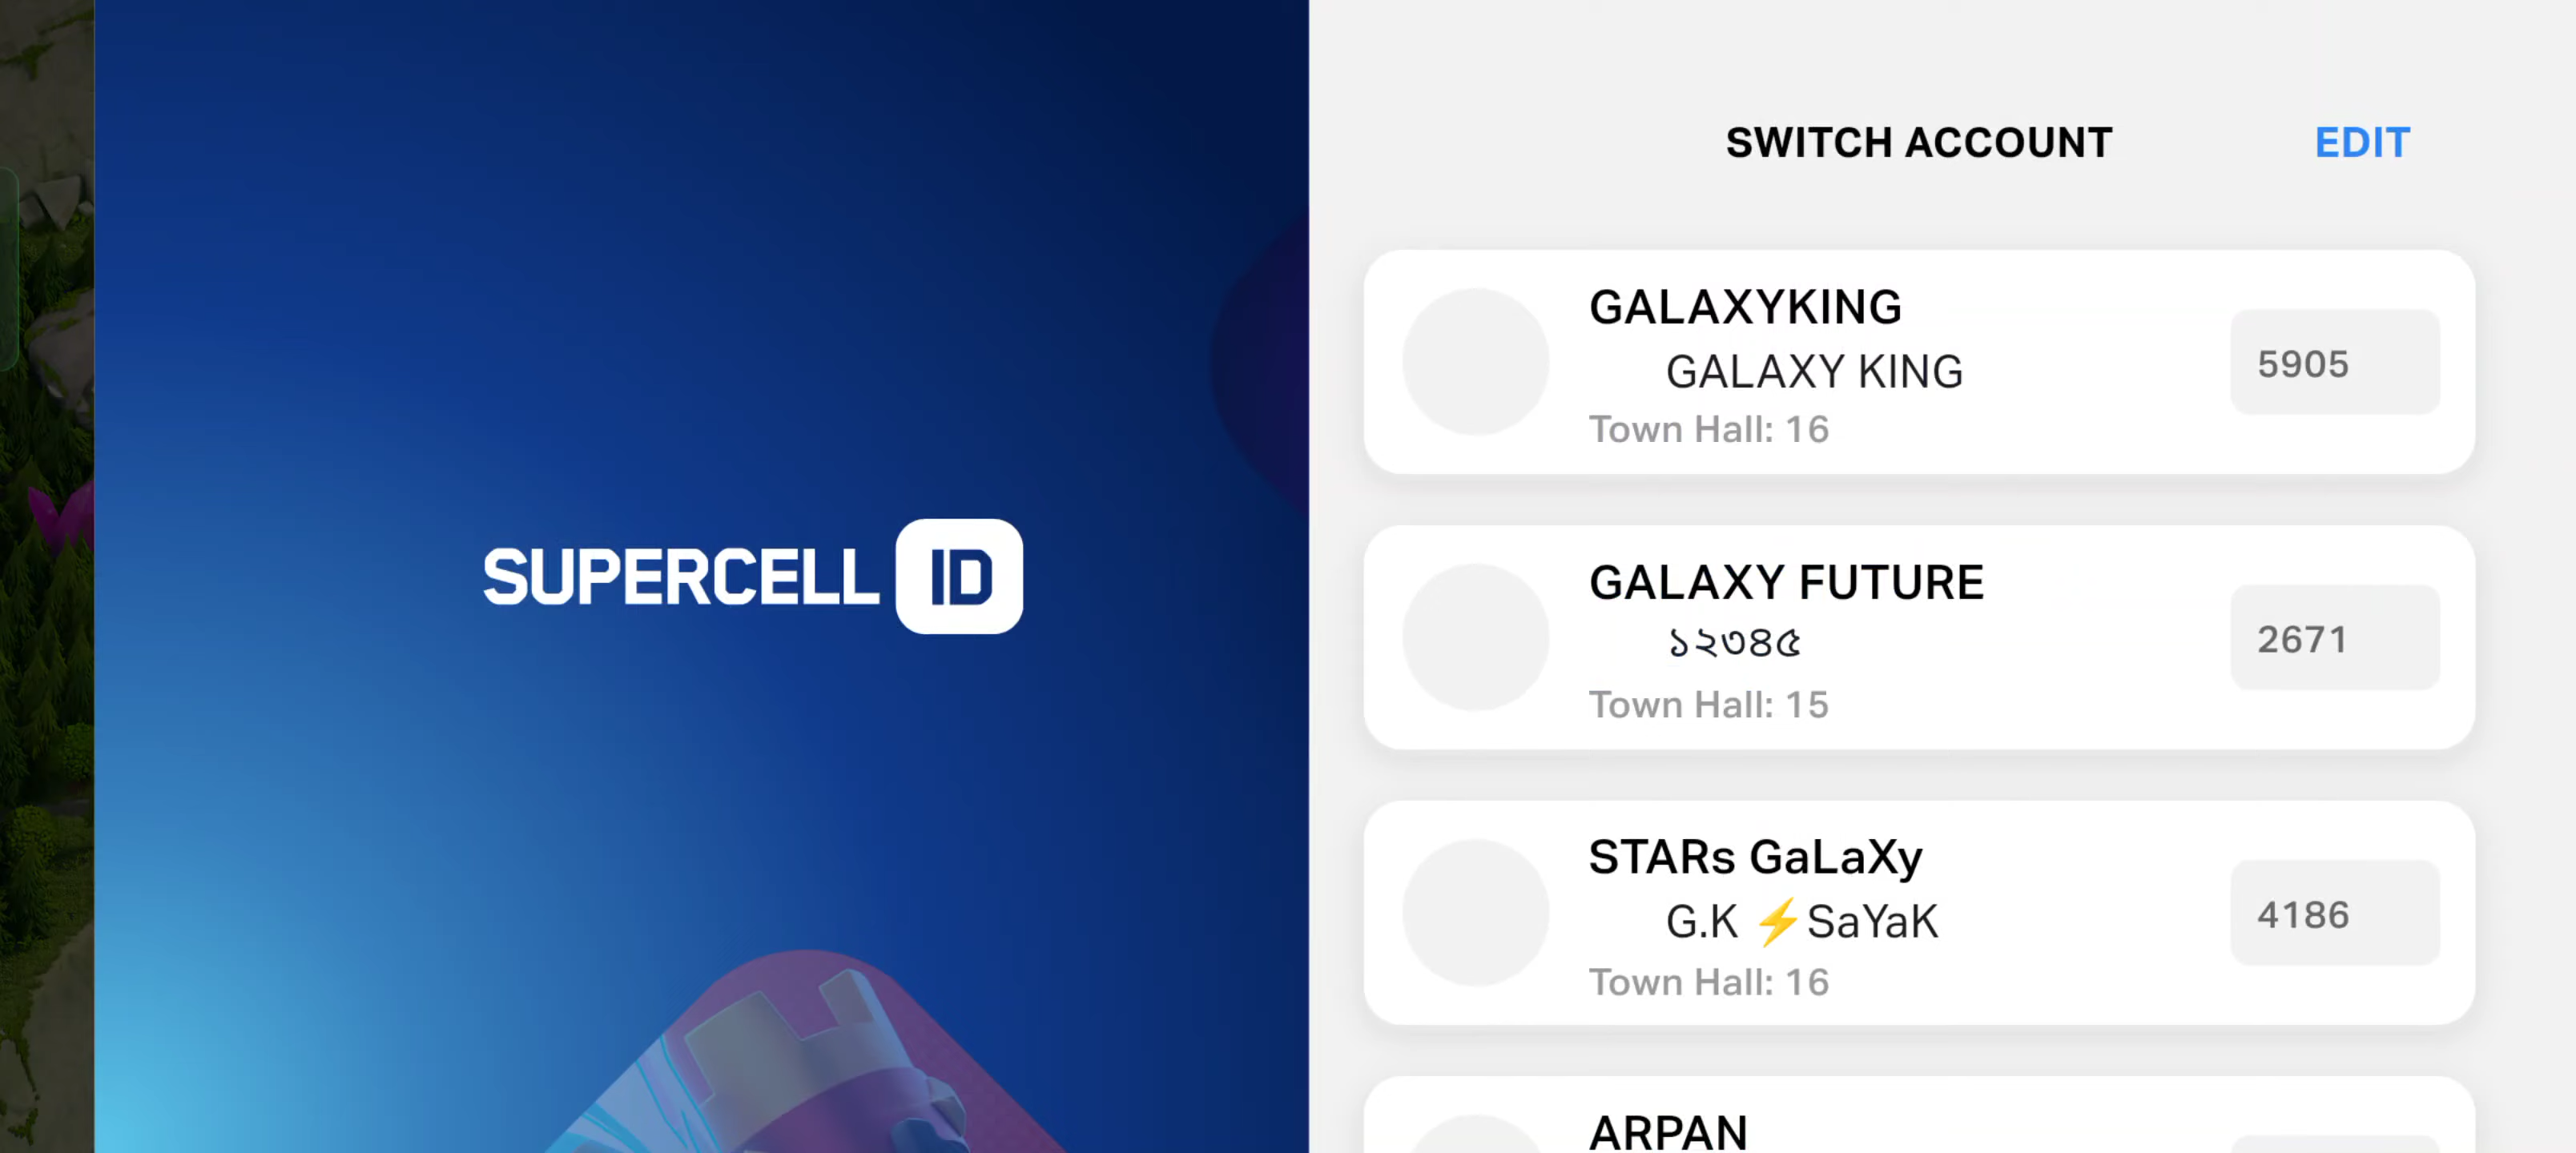 SUPERCELL ID
SWITCH ACCOUNT
EDIT
GALAXYKING
GALAXY KING
Town Hall: 16
5905
GALAXY FUTURE
১২৩৪৫
Town Hall: 15
2671
STARs GaLaXy
G.K ⚡SaYaK
Town Hall: 16
4186
ARPAN